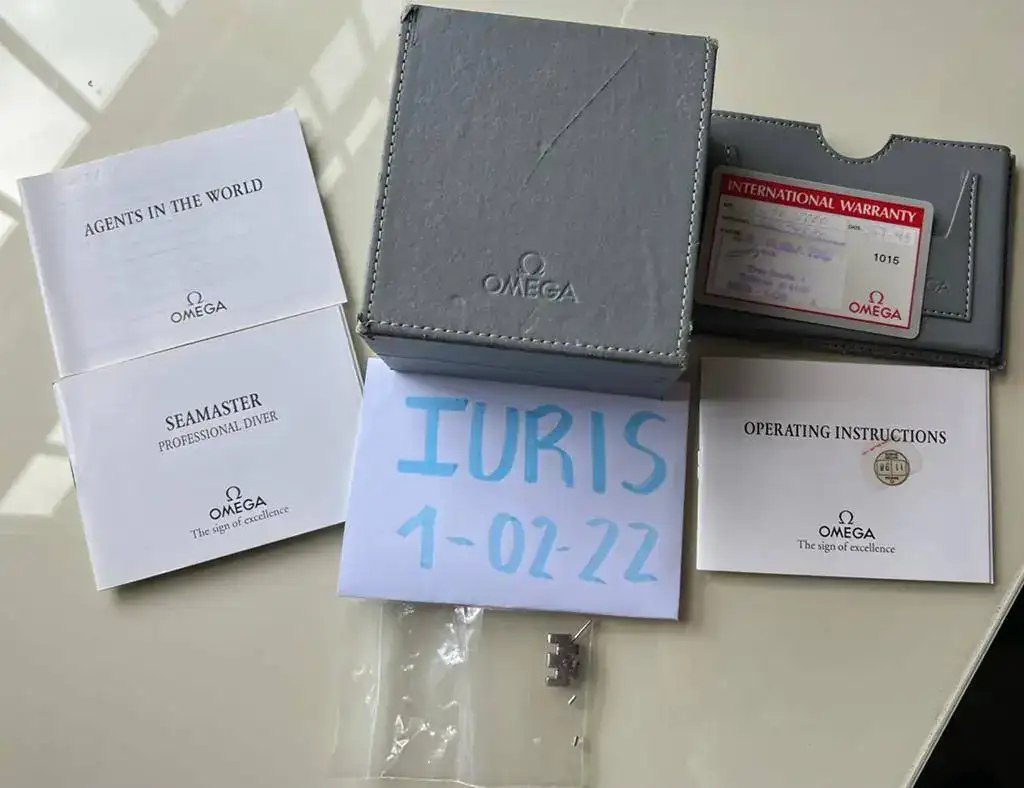 AGENTS IN THE WORLD
Ω
OMEGA
SEAMASTER
PROFESSIONAL DIVER
Ω
OMEGA
The sign of excellence
Ω
OMEGA
IURIS
1-02-22
INTERNATIONAL WARRANTY
DATE
1015
Ω
OMEGA
OPERATING INSTRUCTIONS
Ω
OMEGA
The sign of excellence